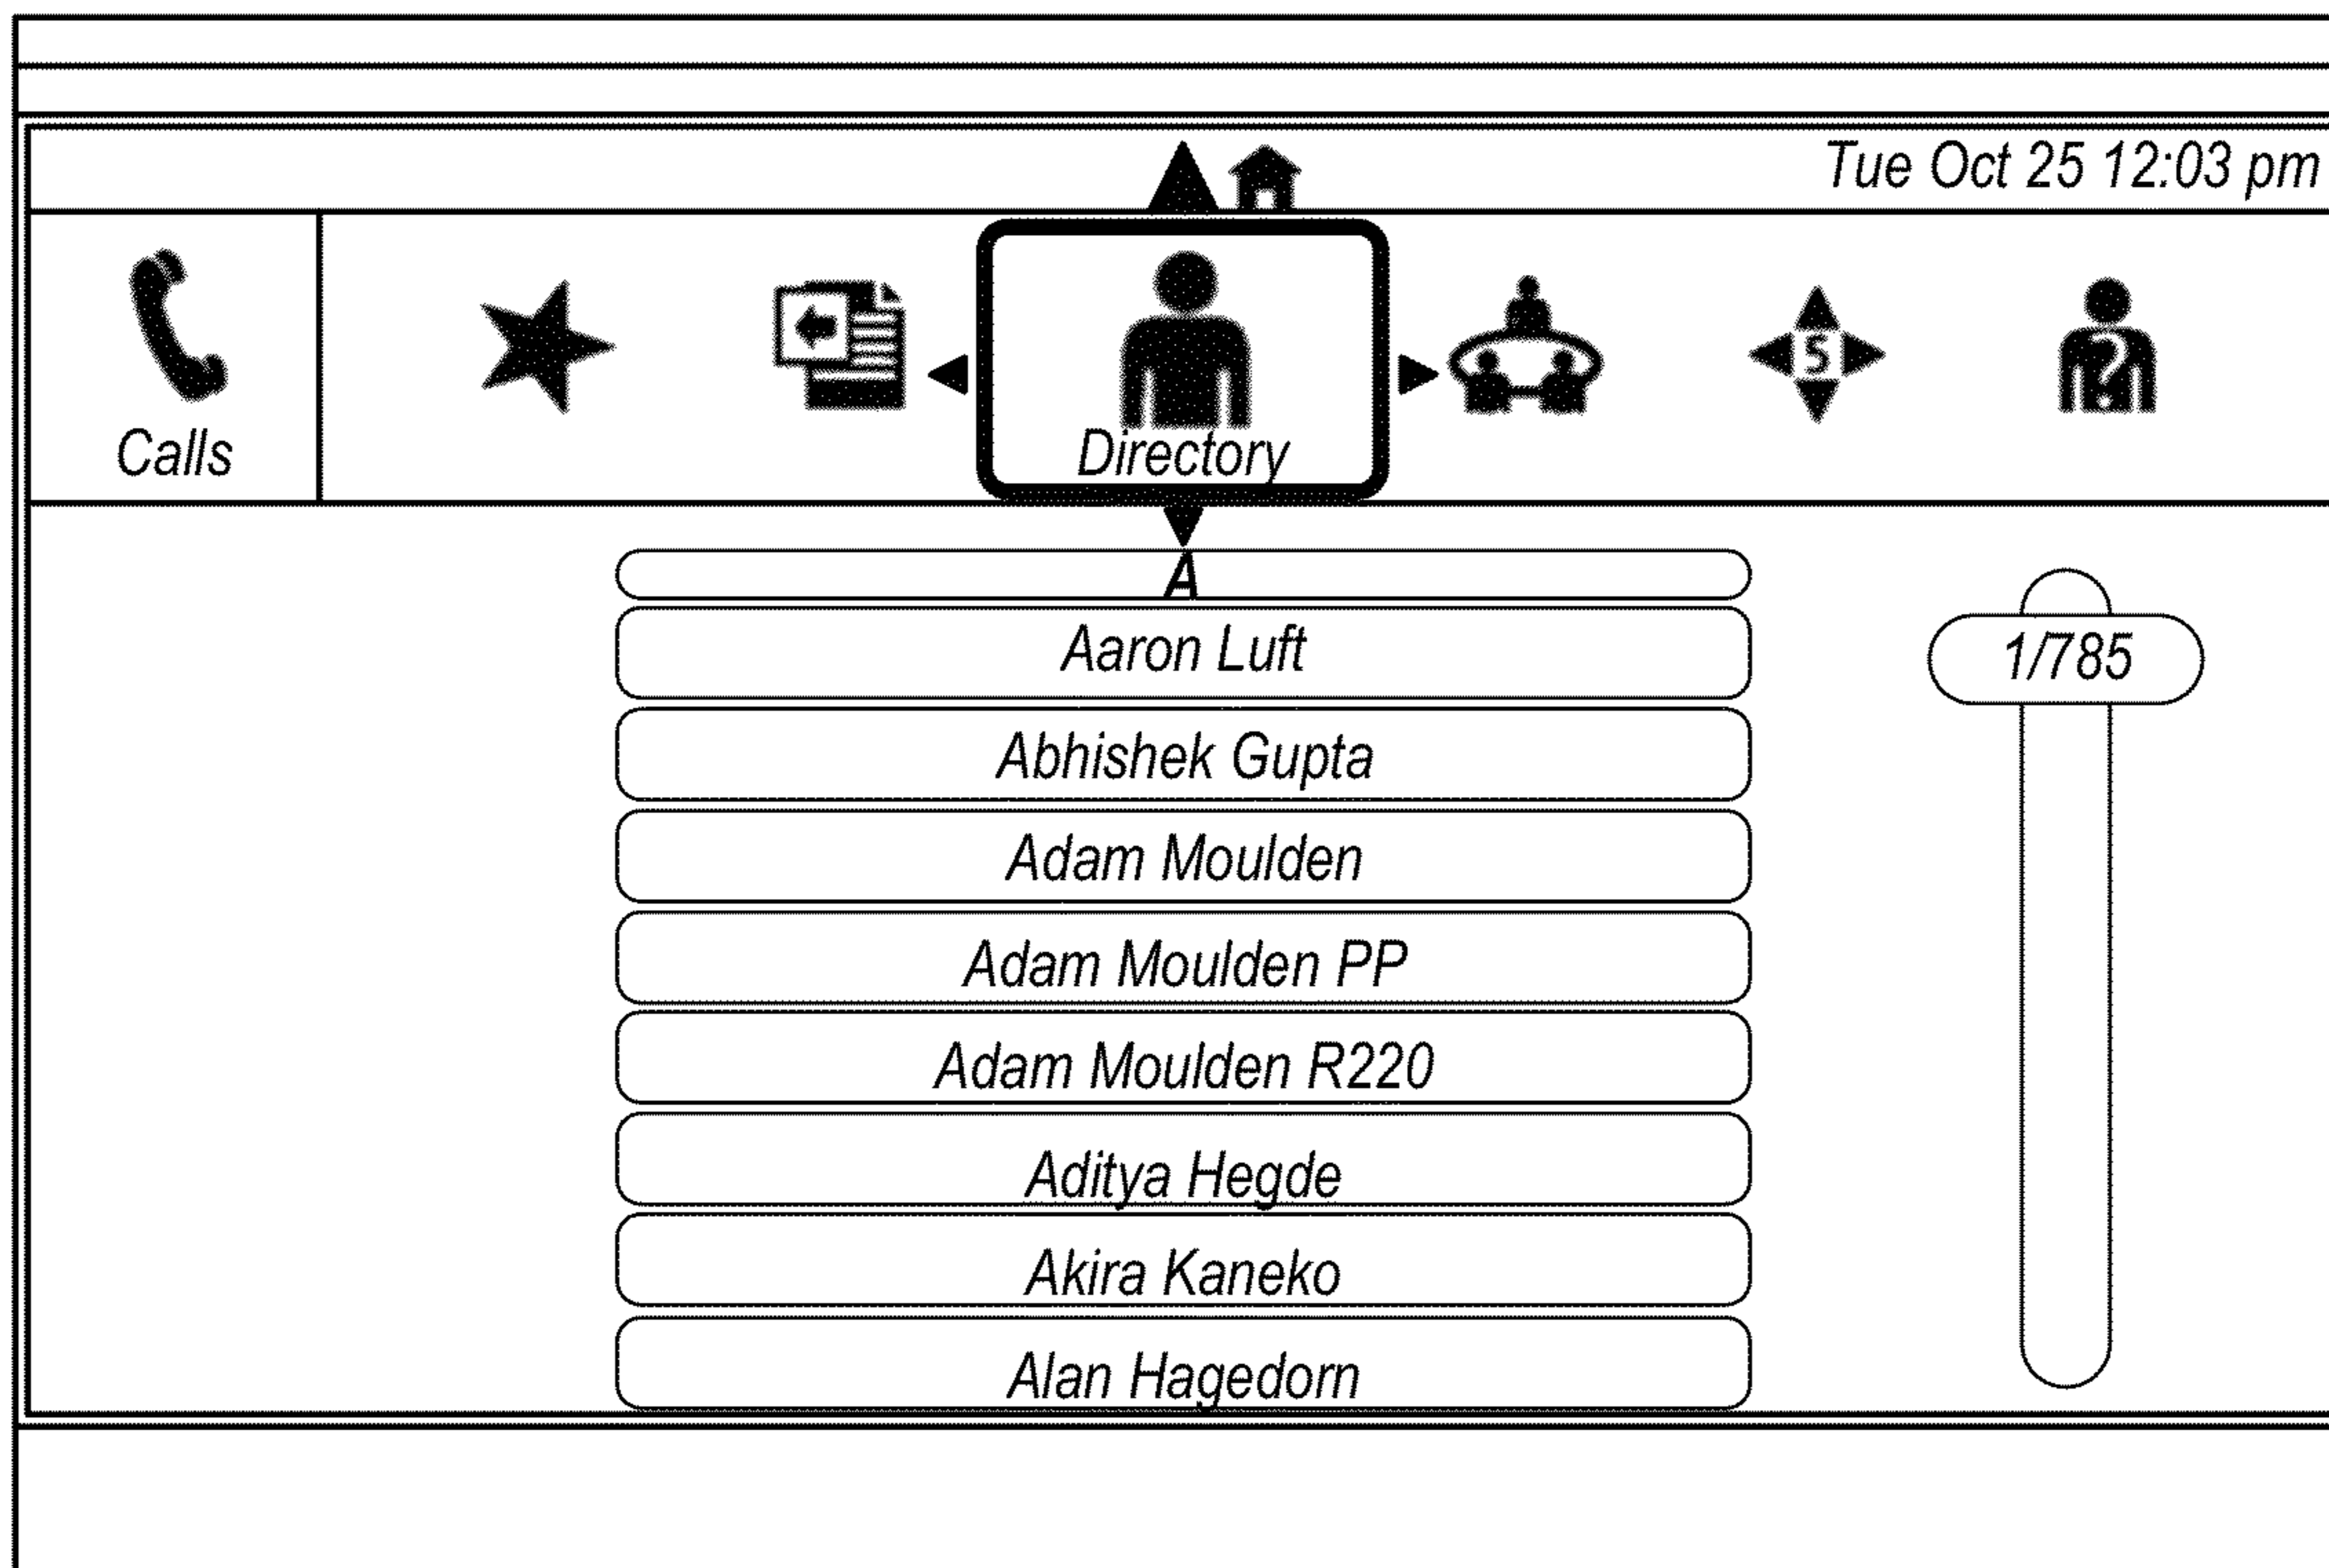 Tue Oct 25 12:03 pm
5
?
Calls
Directory
A
Aaron Luft
1/785
Abhishek Gupta
Adam Moulden
Adam Moulden PP
Adam Moulden R220
Aditya Hegde
Akira Kaneko
Alan Hagedorn